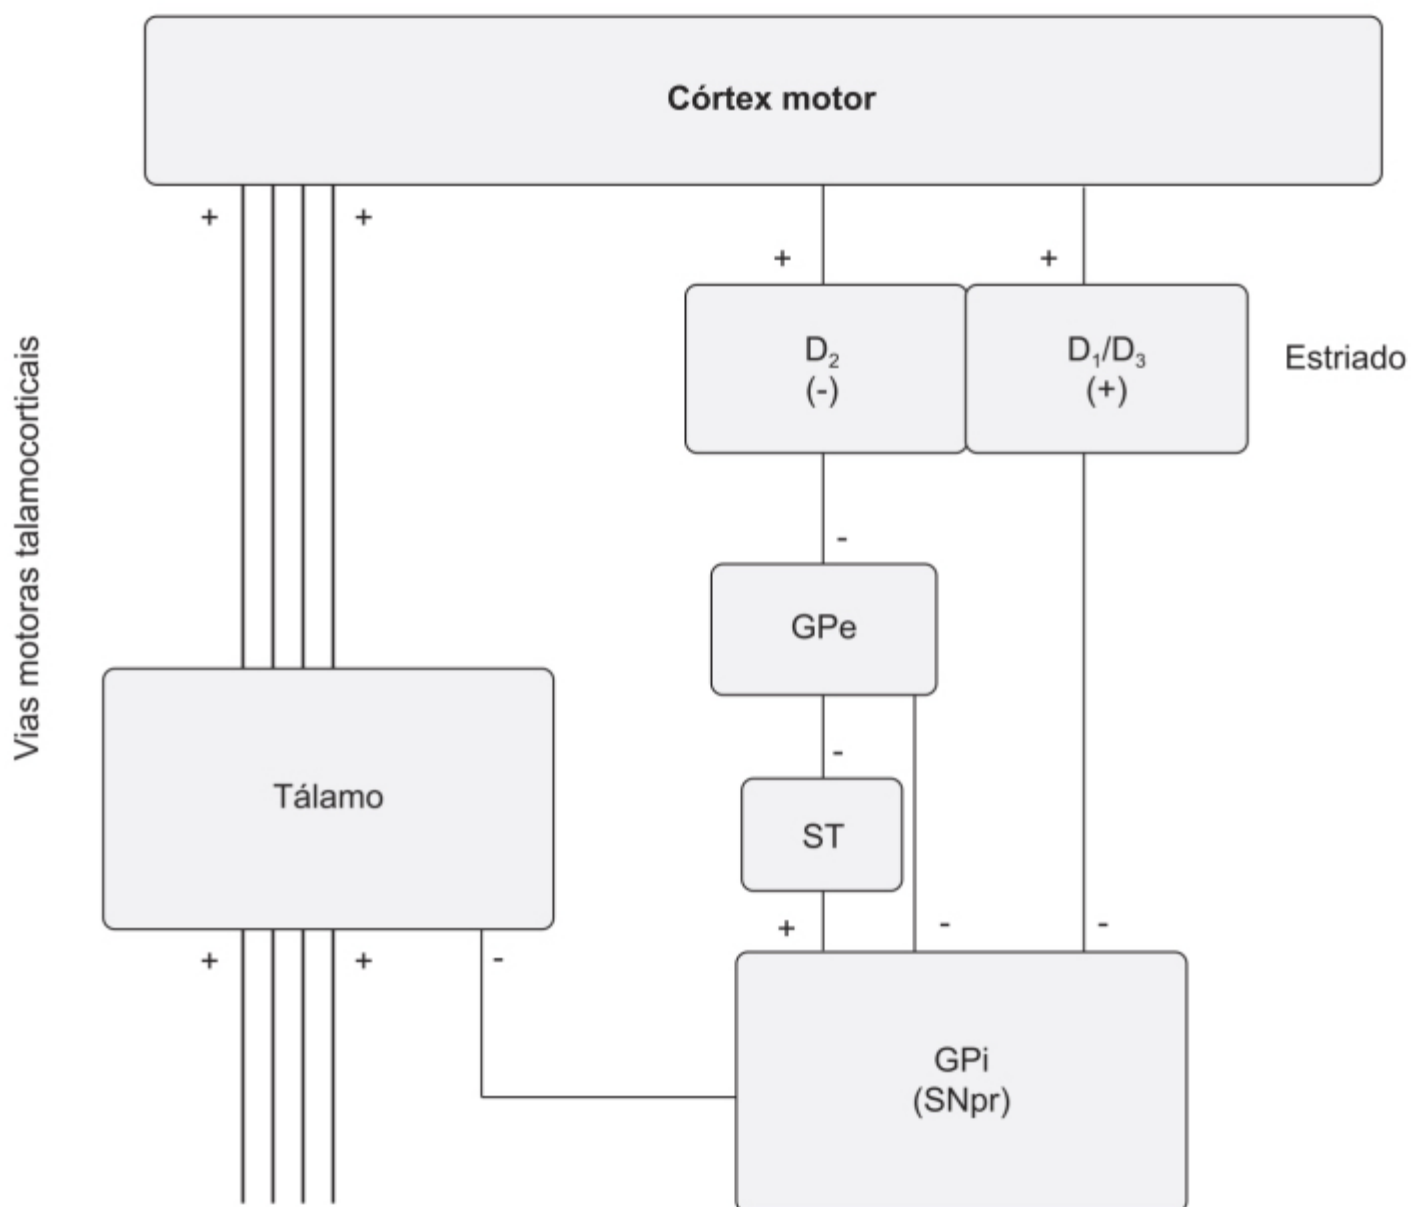 Córtex motor
+
+
+
+
D₂
(-)
D₁/D₃
(+)
Estriado
Vias motoras talamocorticais
-
GPe
-
Tálamo
ST
+
-
-
+
+
-
GPi
(SNpr)